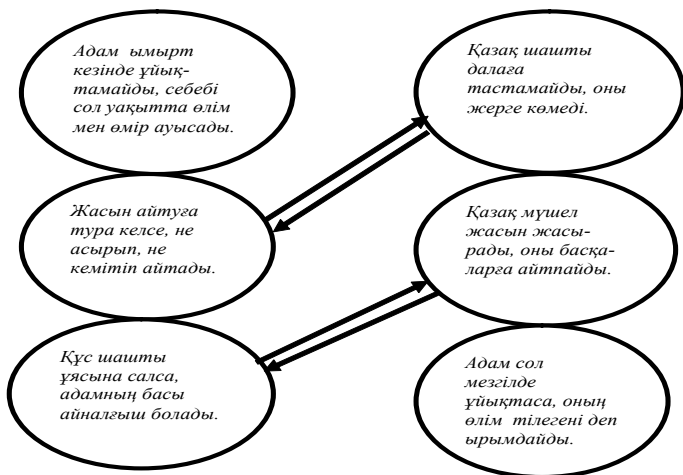 Адам ымырт
кезінде ұйық-
тамайды, себебі
сол уақытта өлім
мен өмір ауысады.
Қазақ шашты
далаға
тастамайды, оны
жерге көмеді.
Жасын айтуға
тура келсе, не
асырып, не
кемітіп айтады.
Қазақ мүшел
жасын жасы-
рады, оны басқа-
ларға айтпайды.
Құс шашты
ұясына салса,
адамның басы
айналғыш болады.
Адам сол
мезгілде
ұйықтаса, оның
өлім тілегені деп
ырымдайды.